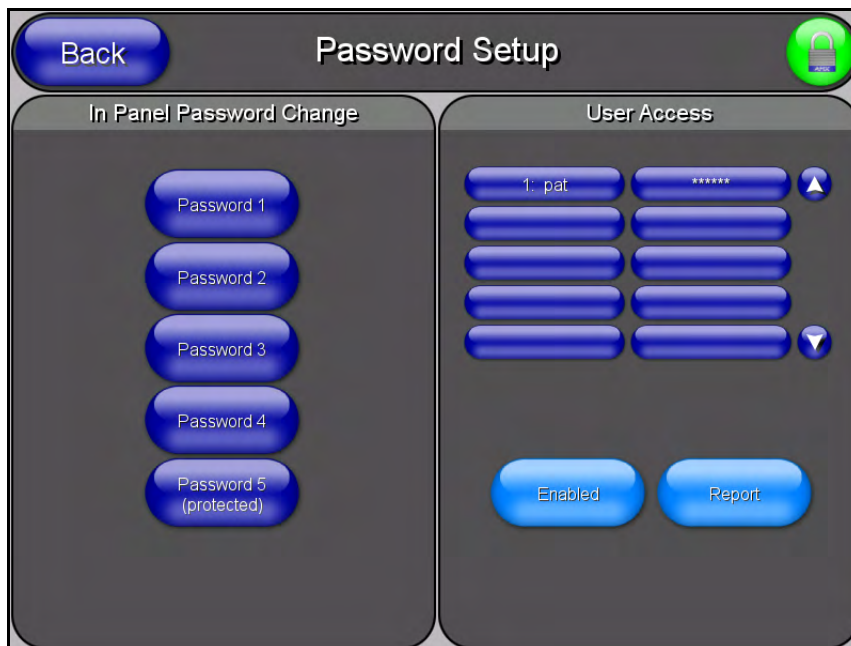 Back
Password Setup
In Panel Password Change
Password 1
Password 2
Password 3
Password 4
Password 5
(protected)
User Access
1: pat
******
Enabled
Report